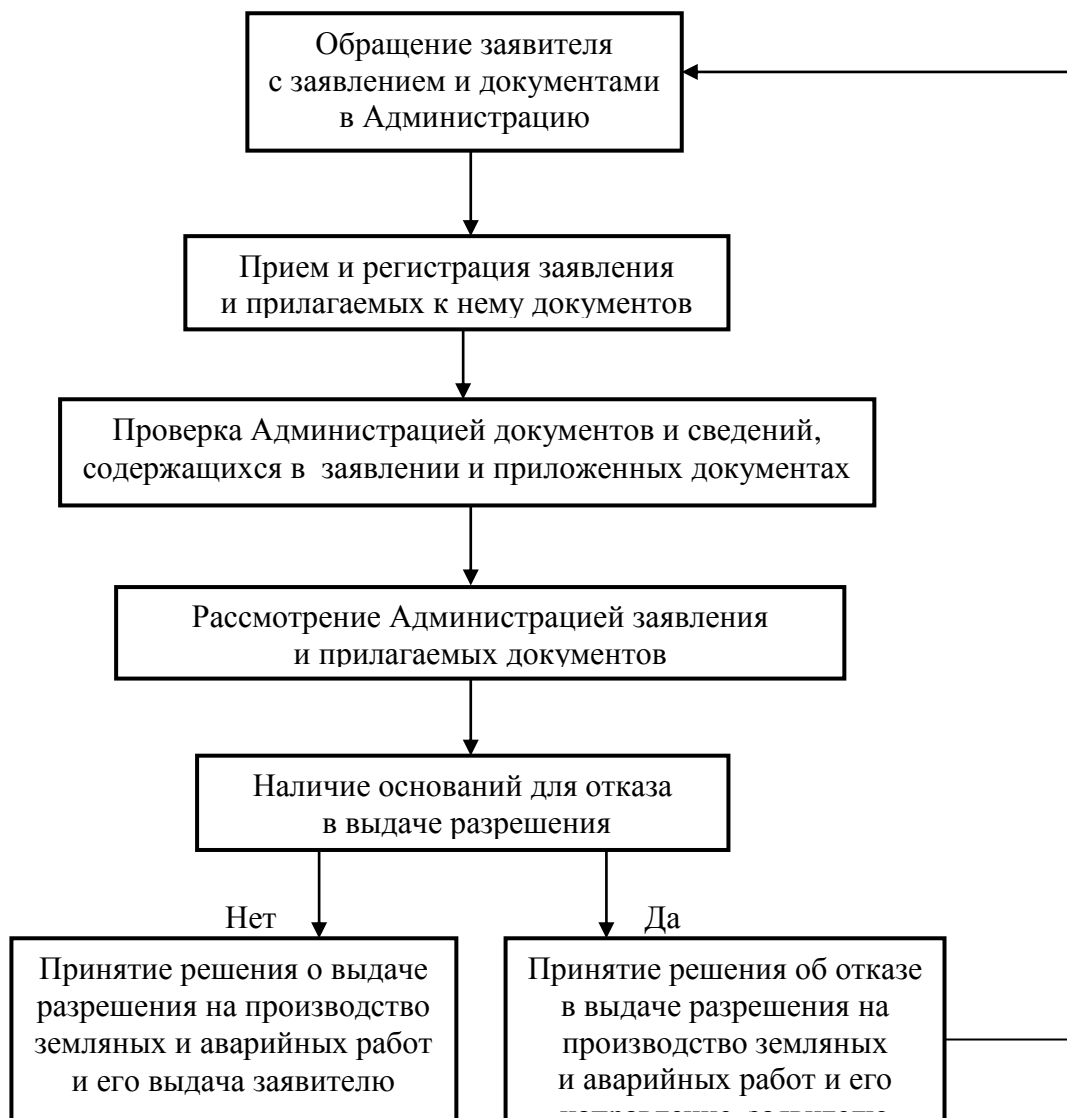 Обращение заявителя
с заявлением и документами
в Администрацию
Прием и регистрация заявления
и прилагаемых к нему документов
Проверка Администрацией документов и сведений,
содержащихся в заявлении и приложенных документах
Рассмотрение Администрацией заявления
и прилагаемых документов
Наличие оснований для отказа
в выдаче разрешения
Нет
Да
Принятие решения о выдаче
разрешения на производство
земляных и аварийных работ
и его выдача заявителю
Принятие решения об отказе
в выдаче разрешения на
производство земляных
и аварийных работ и его